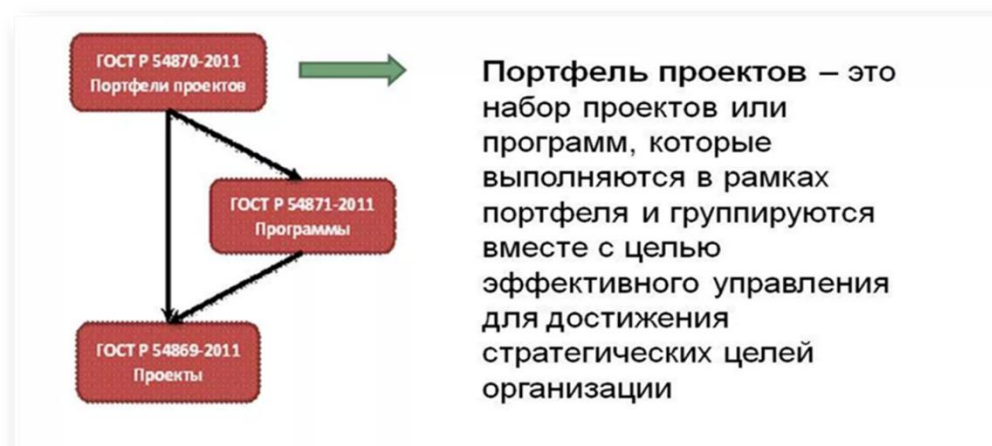 ГОСТ Р 54870-2011
Портфели проектов
Портфель проектов – это
набор проектов или
программ, которые
выполняются в рамках
портфеля и группируются
вместе с целью
эффективного управления
для достижения
стратегических целей
организации
ГОСТ Р 54871-2011
Программы
ГОСТ Р 54869-2011
Проекты